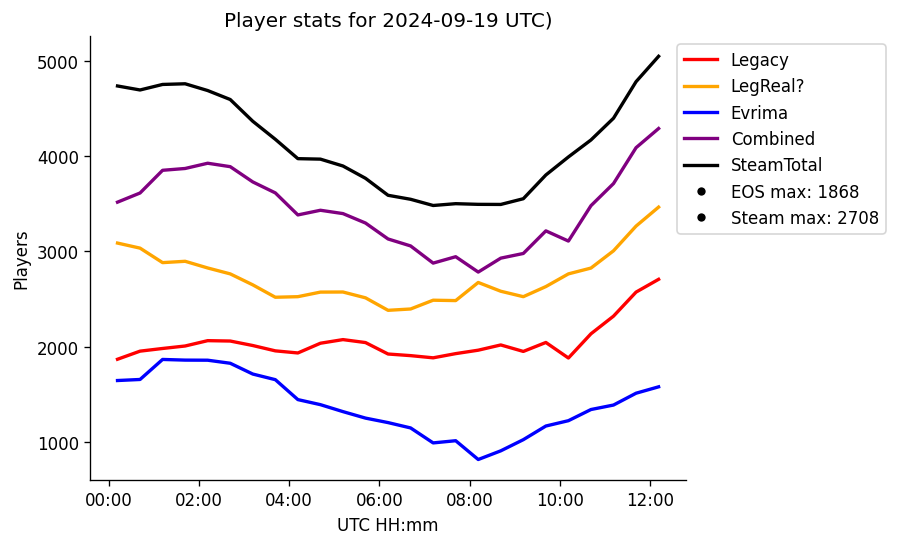 Player stats for 2024-09-19 UTC)
Players
5000
4000
3000
2000
1000
00:00 02:00 04:00 06:00 08:00 10:00 12:00
UTC HH:mm
Legacy
LegReal?
Evrima
Combined
SteamTotal
EOS max: 1868
Steam max: 2708